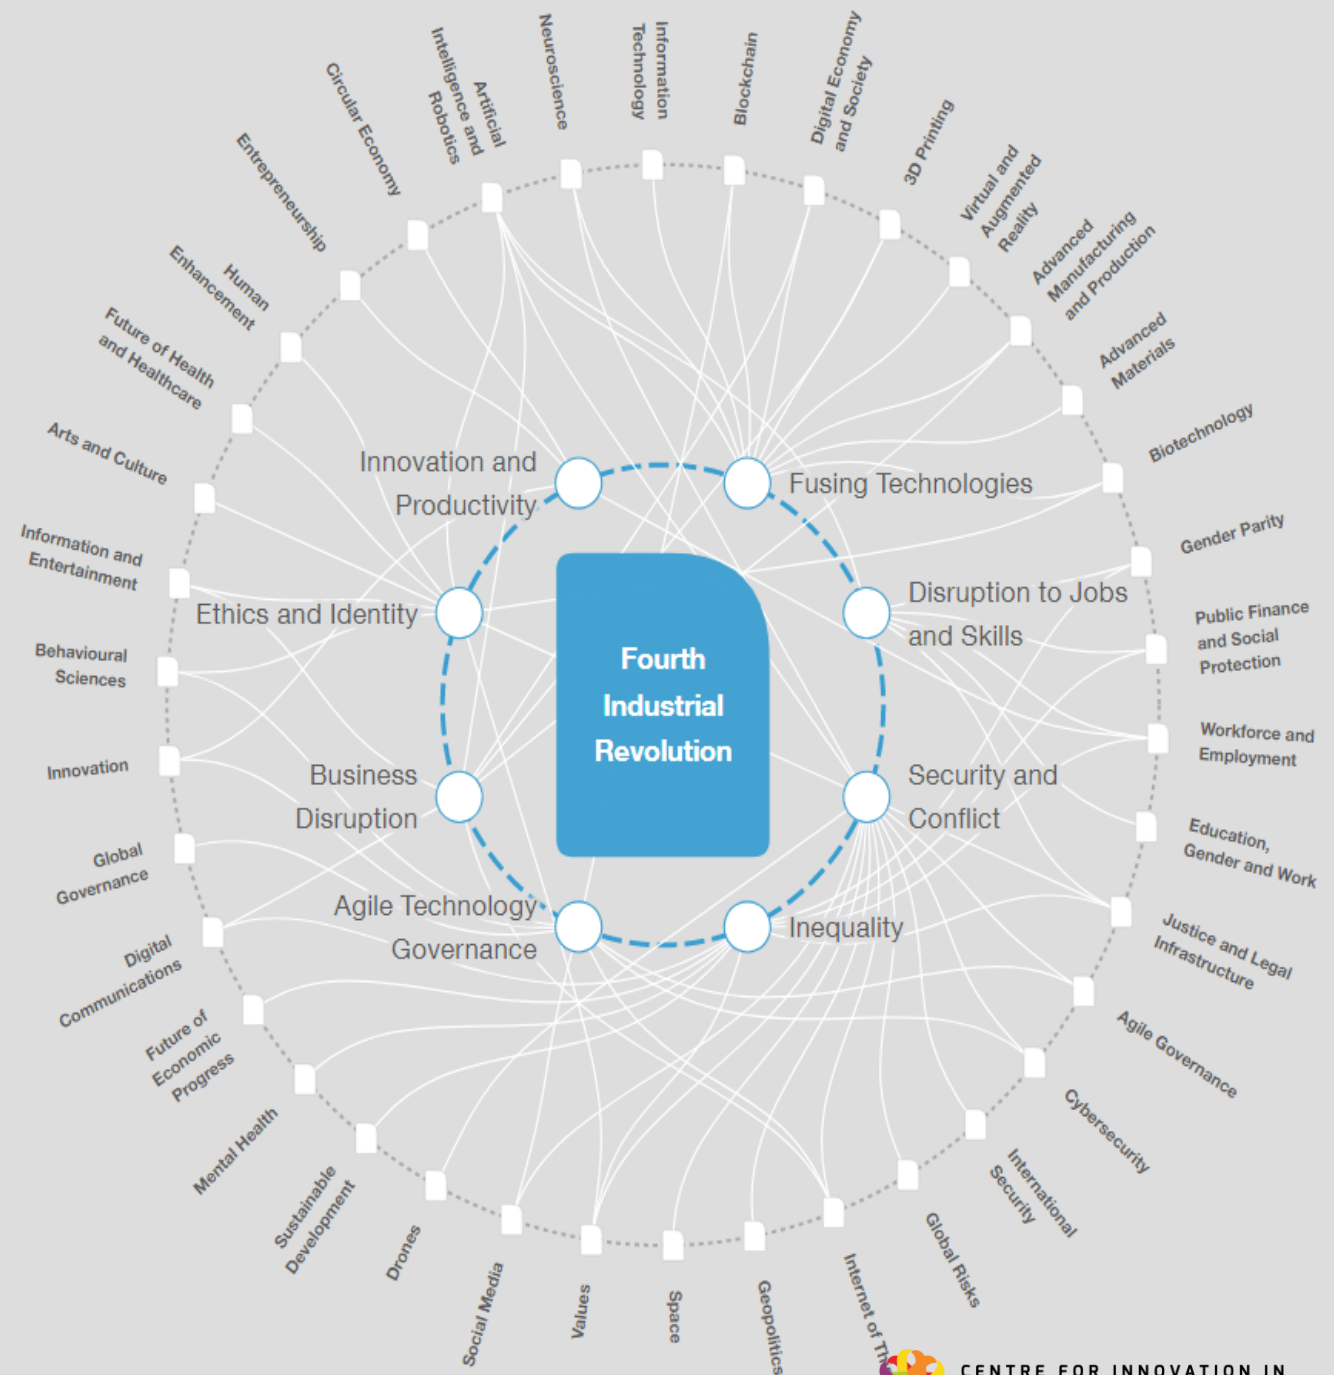 Fourth
Industrial
Revolution
Innovation and
Productivity
Fusing Technologies
Disruption to Jobs
and Skills
Security and
Conflict
Inequality
Agile Technology
Governance
Business
Disruption
Ethics and Identity
Information
Technology
Blockchain
Digital Economy
and Society
3D Printing
Virtual and
Augmented
Reality
Advanced
Manufacturing
and Production
Advanced
Materials
Biotechnology
Gender Parity
Public Finance
and Social
Protection
Workforce and
Employment
Education,
Gender and Work
Justice and Legal
Infrastructure
Agile Governance
Cybersecurity
International
Security
Global Risks
Internet of
Geopolitics
Space
Values
Social Media
Drones
Sustainable
Development
Mental Health
Future of
Economic
Progress
Digital
Communications
Global
Governance
Innovation
Behavioural
Sciences
Information and
Entertainment
Arts and Culture
Future of Health
and Healthcare
Human
Enhancement
Entrepreneurship
Circular Economy
Artificial
Intelligence and
Robotics
Neuroscience
CENTRE FOR INNOVATION IN